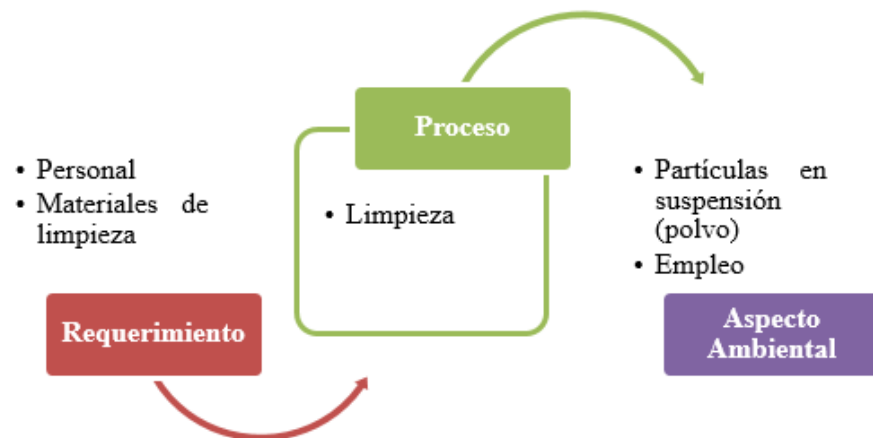 • Personal
• Materiales de
limpieza
Requerimiento
Proceso
• Limpieza
• Partículas en
suspensión
(polvo)
• Empleo
Aspecto
Ambiental